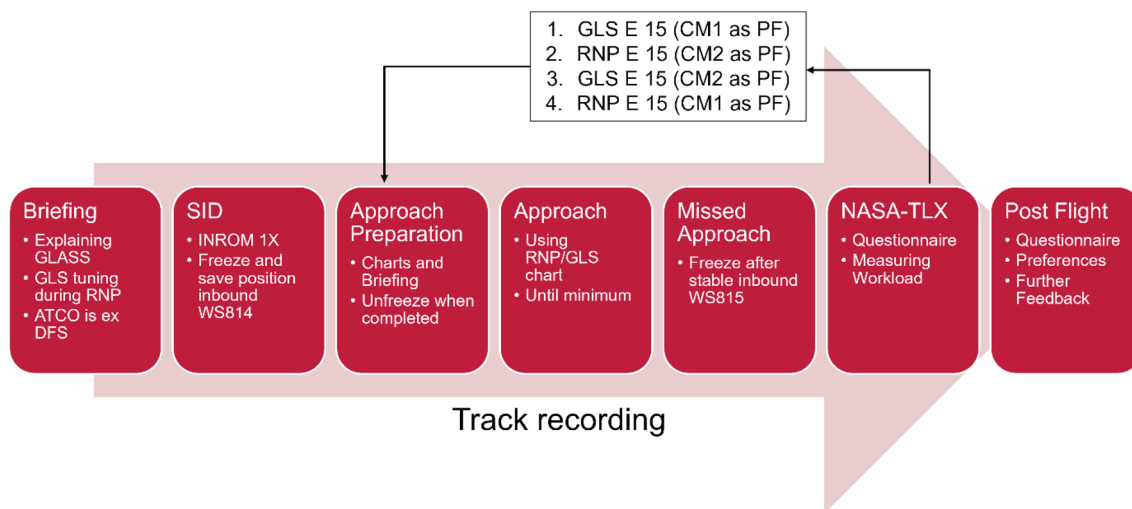 1. GLS E 15 (CM1 as PF)
2. RNP E 15 (CM2 as PF)
3. GLS E 15 (CM2 as PF)
4. RNP E 15 (CM1 as PF)
Briefing
• Explaining
GLASS
• GLS tuning
during RNP
• ATCO is ex
DFS
SID
• INROM 1X
• Freeze and
save position
inbound
WS814
Approach
Preparation
• Charts and
Briefing
• Unfreeze when
completed
Approach
• Using
RNP/GLS
chart
• Until minimum
Missed
Approach
• Freeze after
stable inbound
WS815
NASA-TLX
• Questionnaire
• Measuring
Workload
Post Flight
• Questionnaire
• Preferences
• Further
Feedback
Track recording